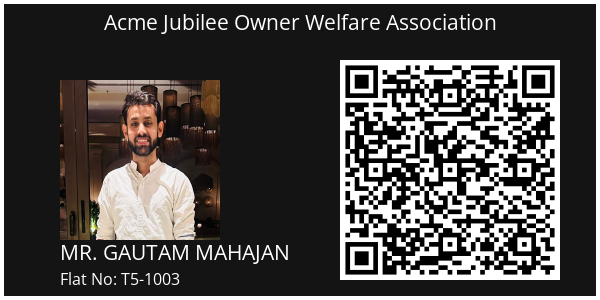 Acme Jubilee Owner Welfare Association
MR. GAUTAM MAHAJAN
Flat No: T5-1003